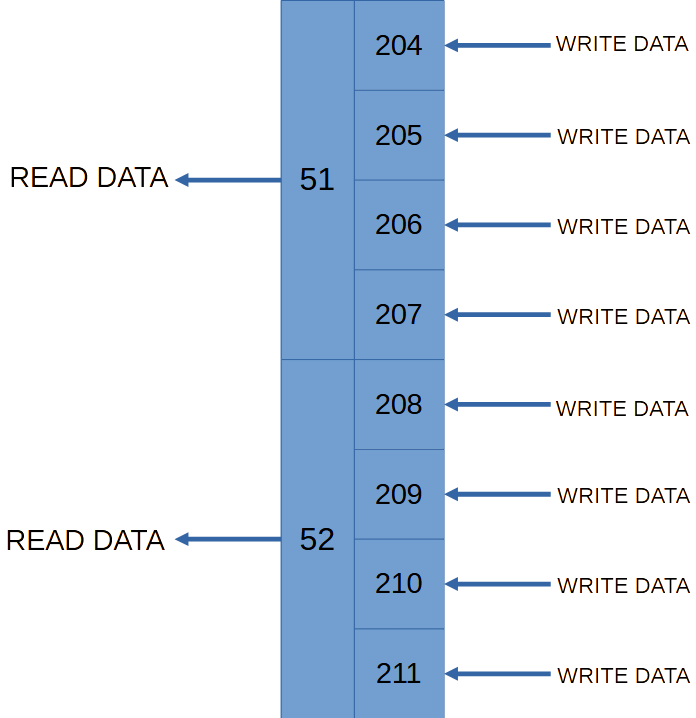 204
WRITE DATA
205
WRITE DATA
READ DATA
51
206
WRITE DATA
207
WRITE DATA
208
WRITE DATA
209
WRITE DATA
READ DATA
52
210
WRITE DATA
211
WRITE DATA